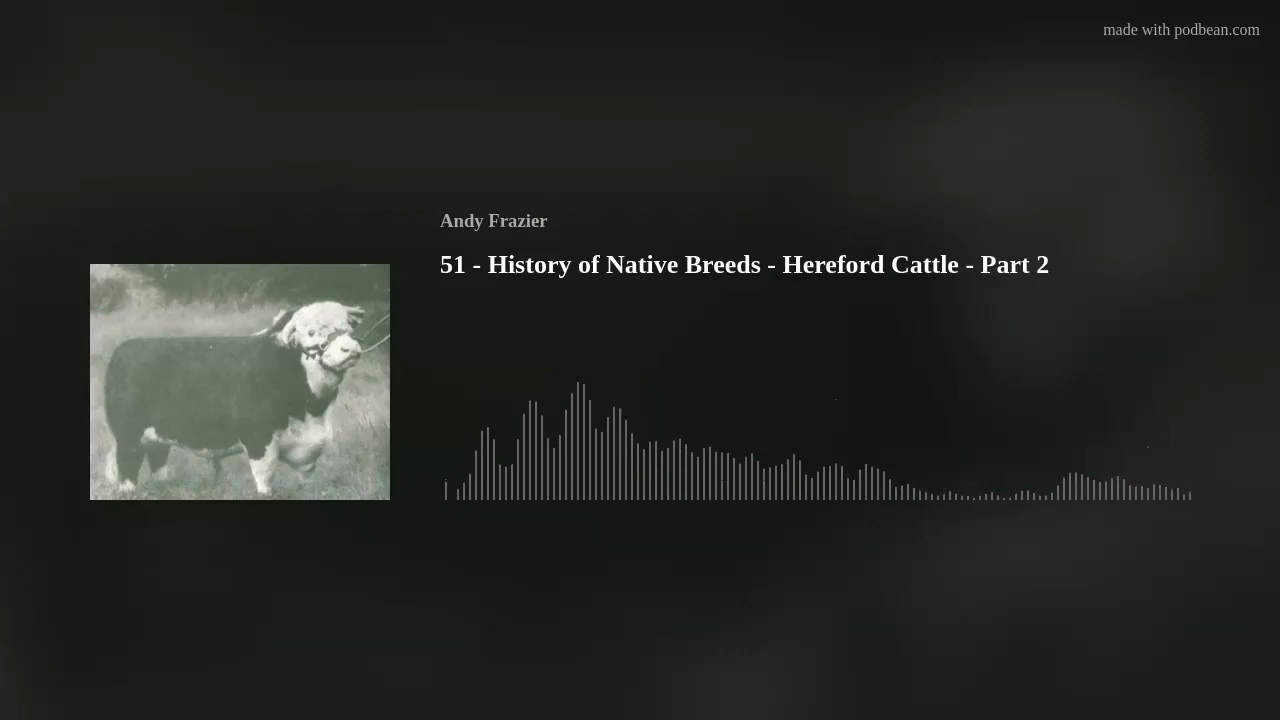 made with podbean.com
Andy Frazier
51 - History of Native Breeds - Hereford Cattle - Part 2